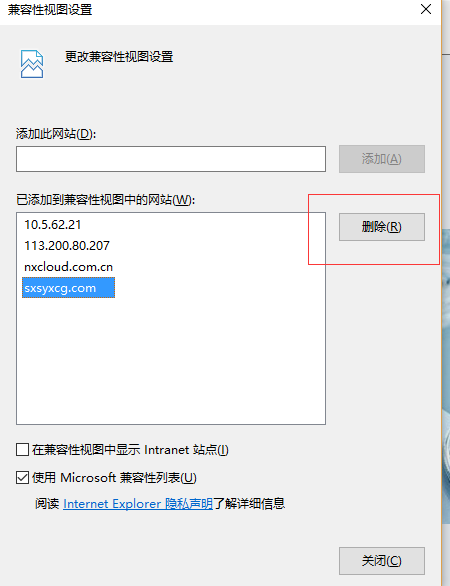 兼容性视图设置
更改兼容性视图设置
添加此网站(D):
添加(A)
已添加到兼容性视图中的网站(W):
10.5.62.21
删除(R)
113.200.80.207
nxcloud.com.cn
sxsyxcg.com
在兼容性视图中显示 Intranet 站点(I)
使用 Microsoft 兼容性列表(U)
阅读 Internet Explorer 隐私声明了解详细信息
关闭(C)